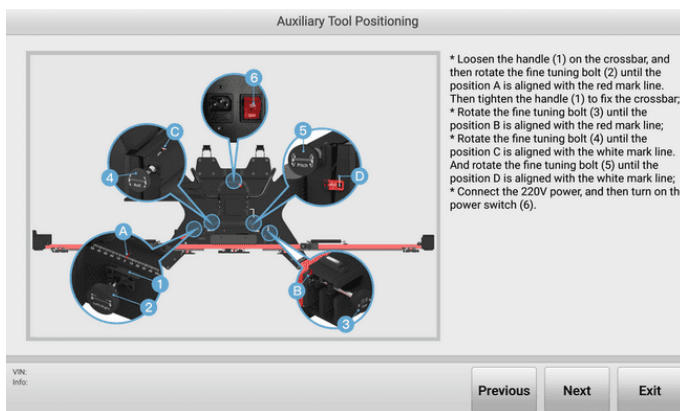 Auxiliary Tool Positioning
* Loosen the handle (1) on the crossbar, and
then rotate the fine tuning bolt (2) until the
position A is aligned with the red mark line.
Then tighten the handle (1) to fix the crossbar;
* Rotate the fine tuning bolt (3) until the
position B is aligned with the red mark line;
* Rotate the fine tuning bolt (4) until the
position C is aligned with the white mark line.
And rotate the fine tuning bolt (5) until the
position D is aligned with the white mark line;
* Connect the 220V power, and then turn on th
power switch (6).
6
C
5
4
D
A
1
B
2
3
VIN:
Info:
Previous
Next
Exit